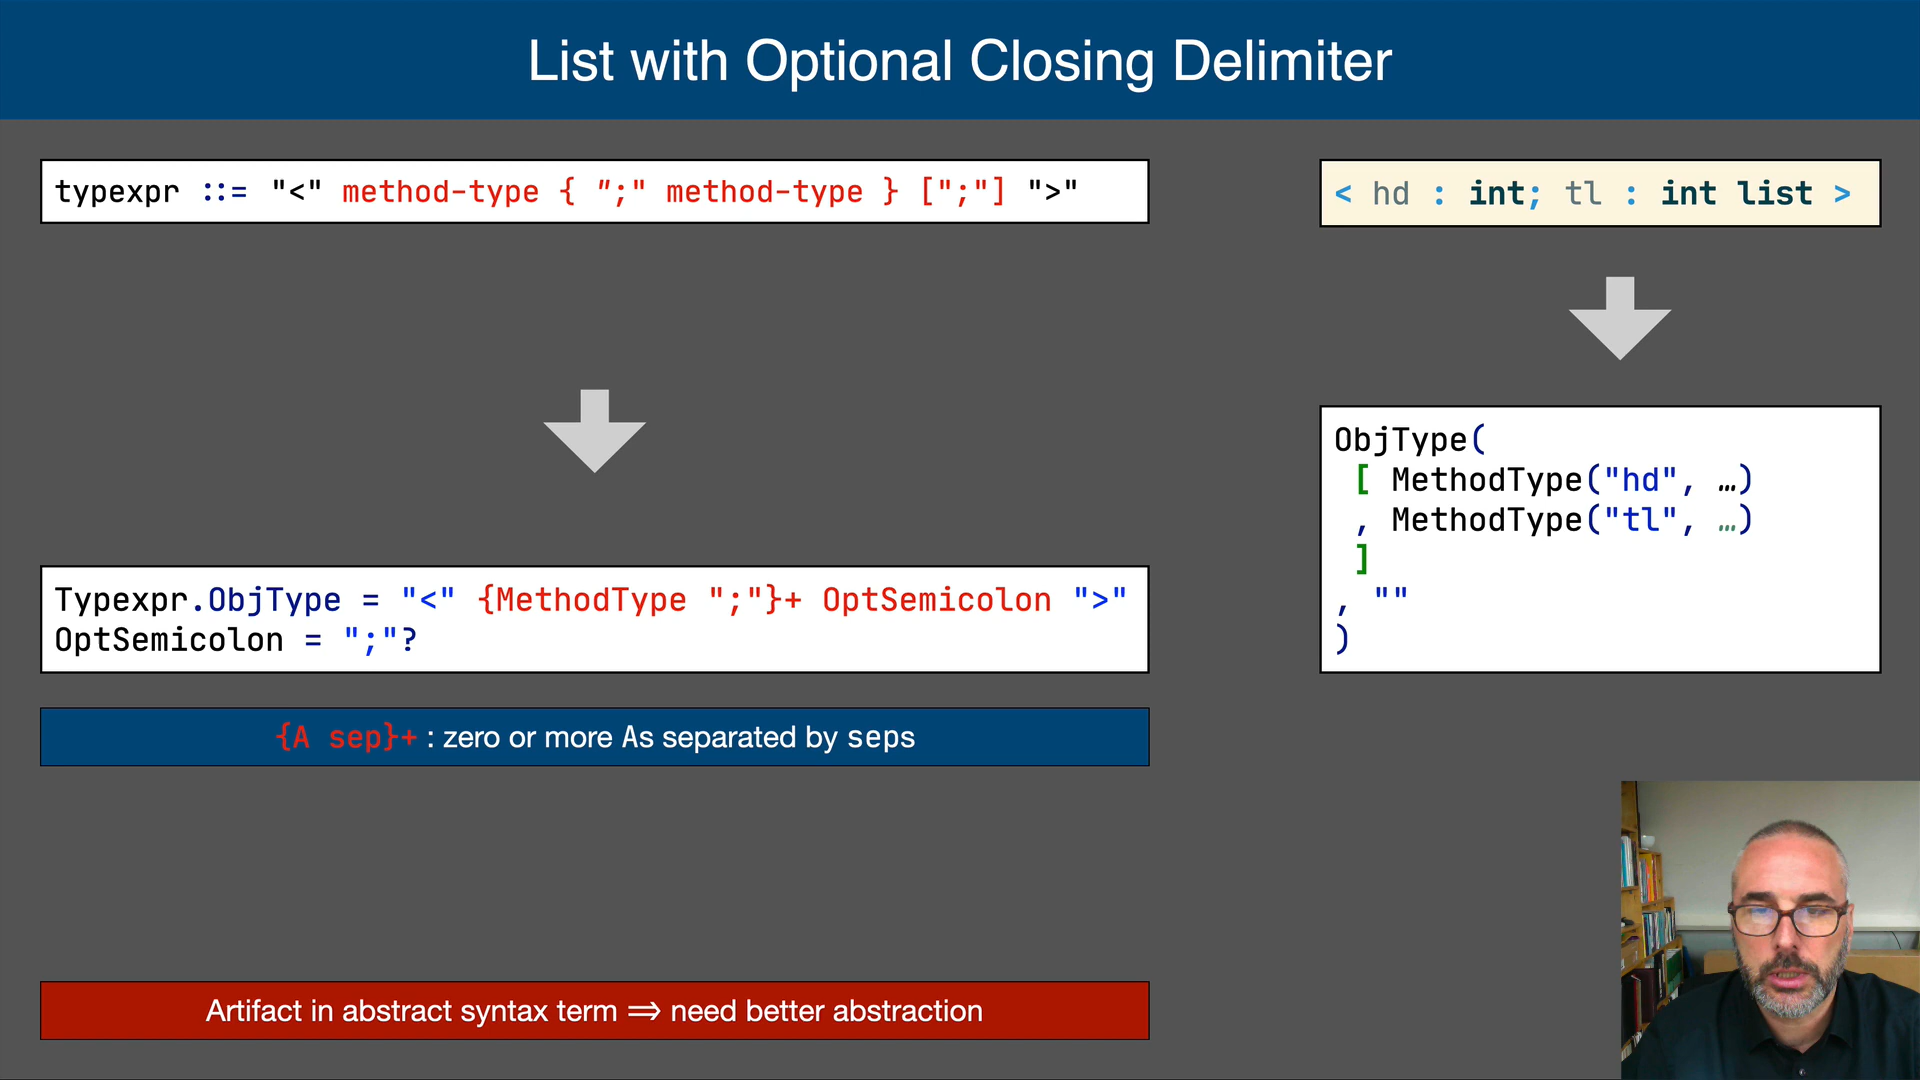 List with Optional Closing Delimiter
typexpr ::= "<" method-type { ";" method-type } [";"] ">"
< hd : int; tl : int list >
ObjType(
[ MethodType("hd", …)
, MethodType("tl", …)
]
, ""
)
Typexpr.ObjType = "<" {MethodType ";"}+ OptSemicolon ">"
OptSemicolon = ";"?
{A sep}+ : zero or more As separated by seps
Artifact in abstract syntax term ⟹ need better abstraction